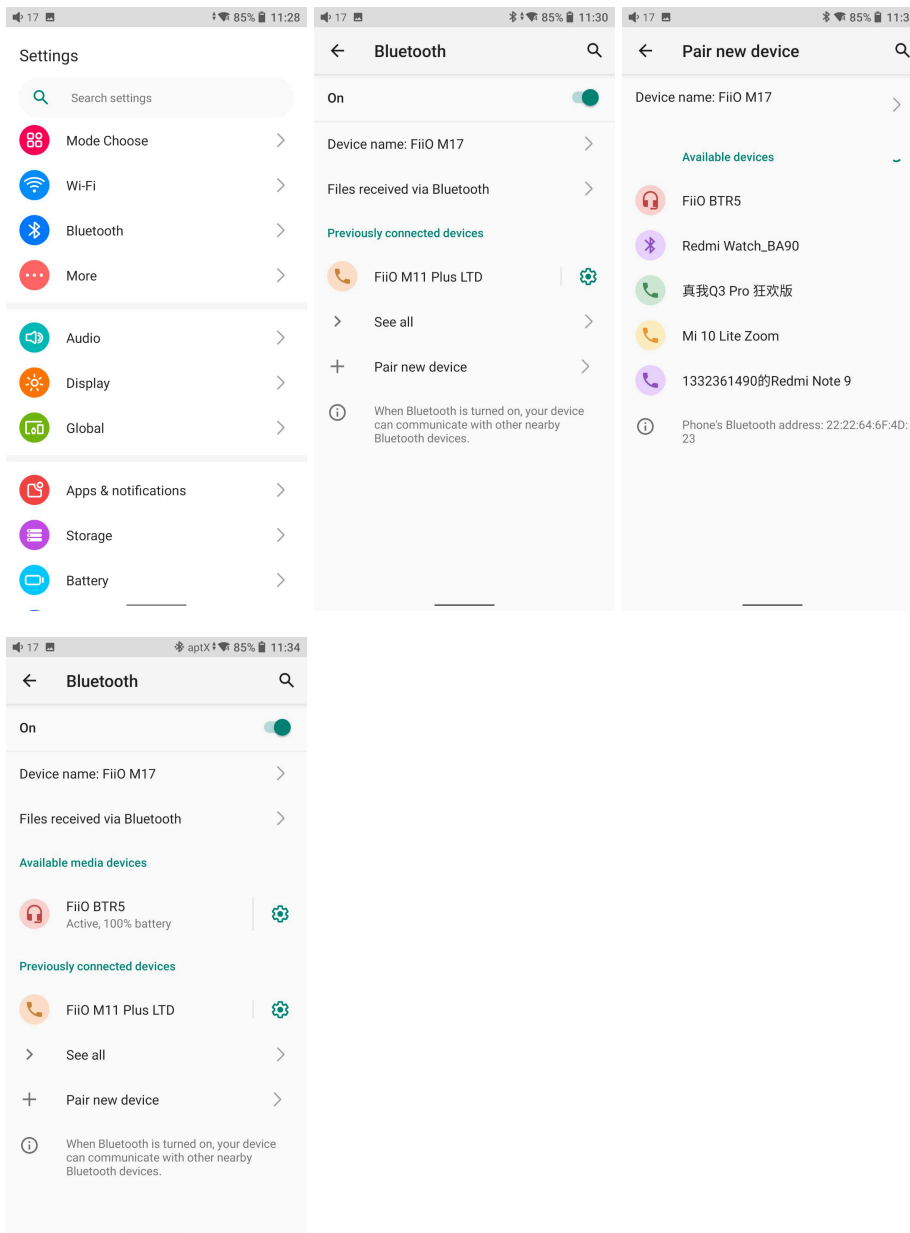 17 85% 11:28
Settings
Search settings
Mode Choose
Wi-Fi
Bluetooth
More
Audio
Display
Global
Apps & notifications
Storage
Battery
17 85% 11:30
Bluetooth
On
Device name: FiiO M17
Files received via Bluetooth
Previously connected devices
FiiO M11 Plus LTD
See all
Pair new device
When Bluetooth is turned on, your device
can communicate with other nearby
Bluetooth devices.
17 85% 11:3
Pair new device
Device name: FiiO M17
Available devices
FiiO BTR5
Redmi Watch_BA90
真我Q3 Pro 狂欢版
Mi 10 Lite Zoom
1332361490的Redmi Note 9
Phone's Bluetooth address: 22:22:64:6F:4D:
23
17 aptX 85% 11:34
Bluetooth
On
Device name: FiiO M17
Files received via Bluetooth
Available media devices
FiiO BTR5
Active, 100% battery
Previously connected devices
FiiO M11 Plus LTD
See all
Pair new device
When Bluetooth is turned on, your device
can communicate with other nearby
Bluetooth devices.